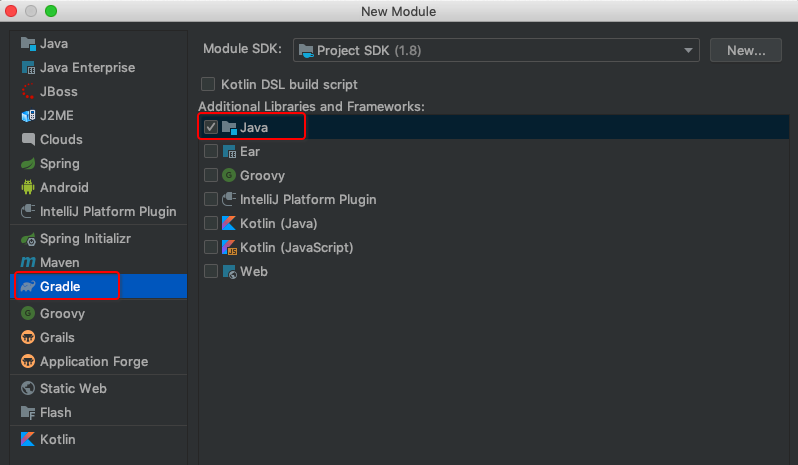 New Module
Java
Java Enterprise
JBoss
J2ME
Clouds
Spring
Android
IntelliJ Platform Plugin
Spring Initializr
Maven
Gradle
Groovy
Grails
Application Forge
Static Web
Flash
Kotlin
Module SDK: Project SDK (1.8) New...
Kotlin DSL build script
Additional Libraries and Frameworks:
Java
Ear
Groovy
IntelliJ Platform Plugin
Kotlin (Java)
Kotlin (JavaScript)
Web